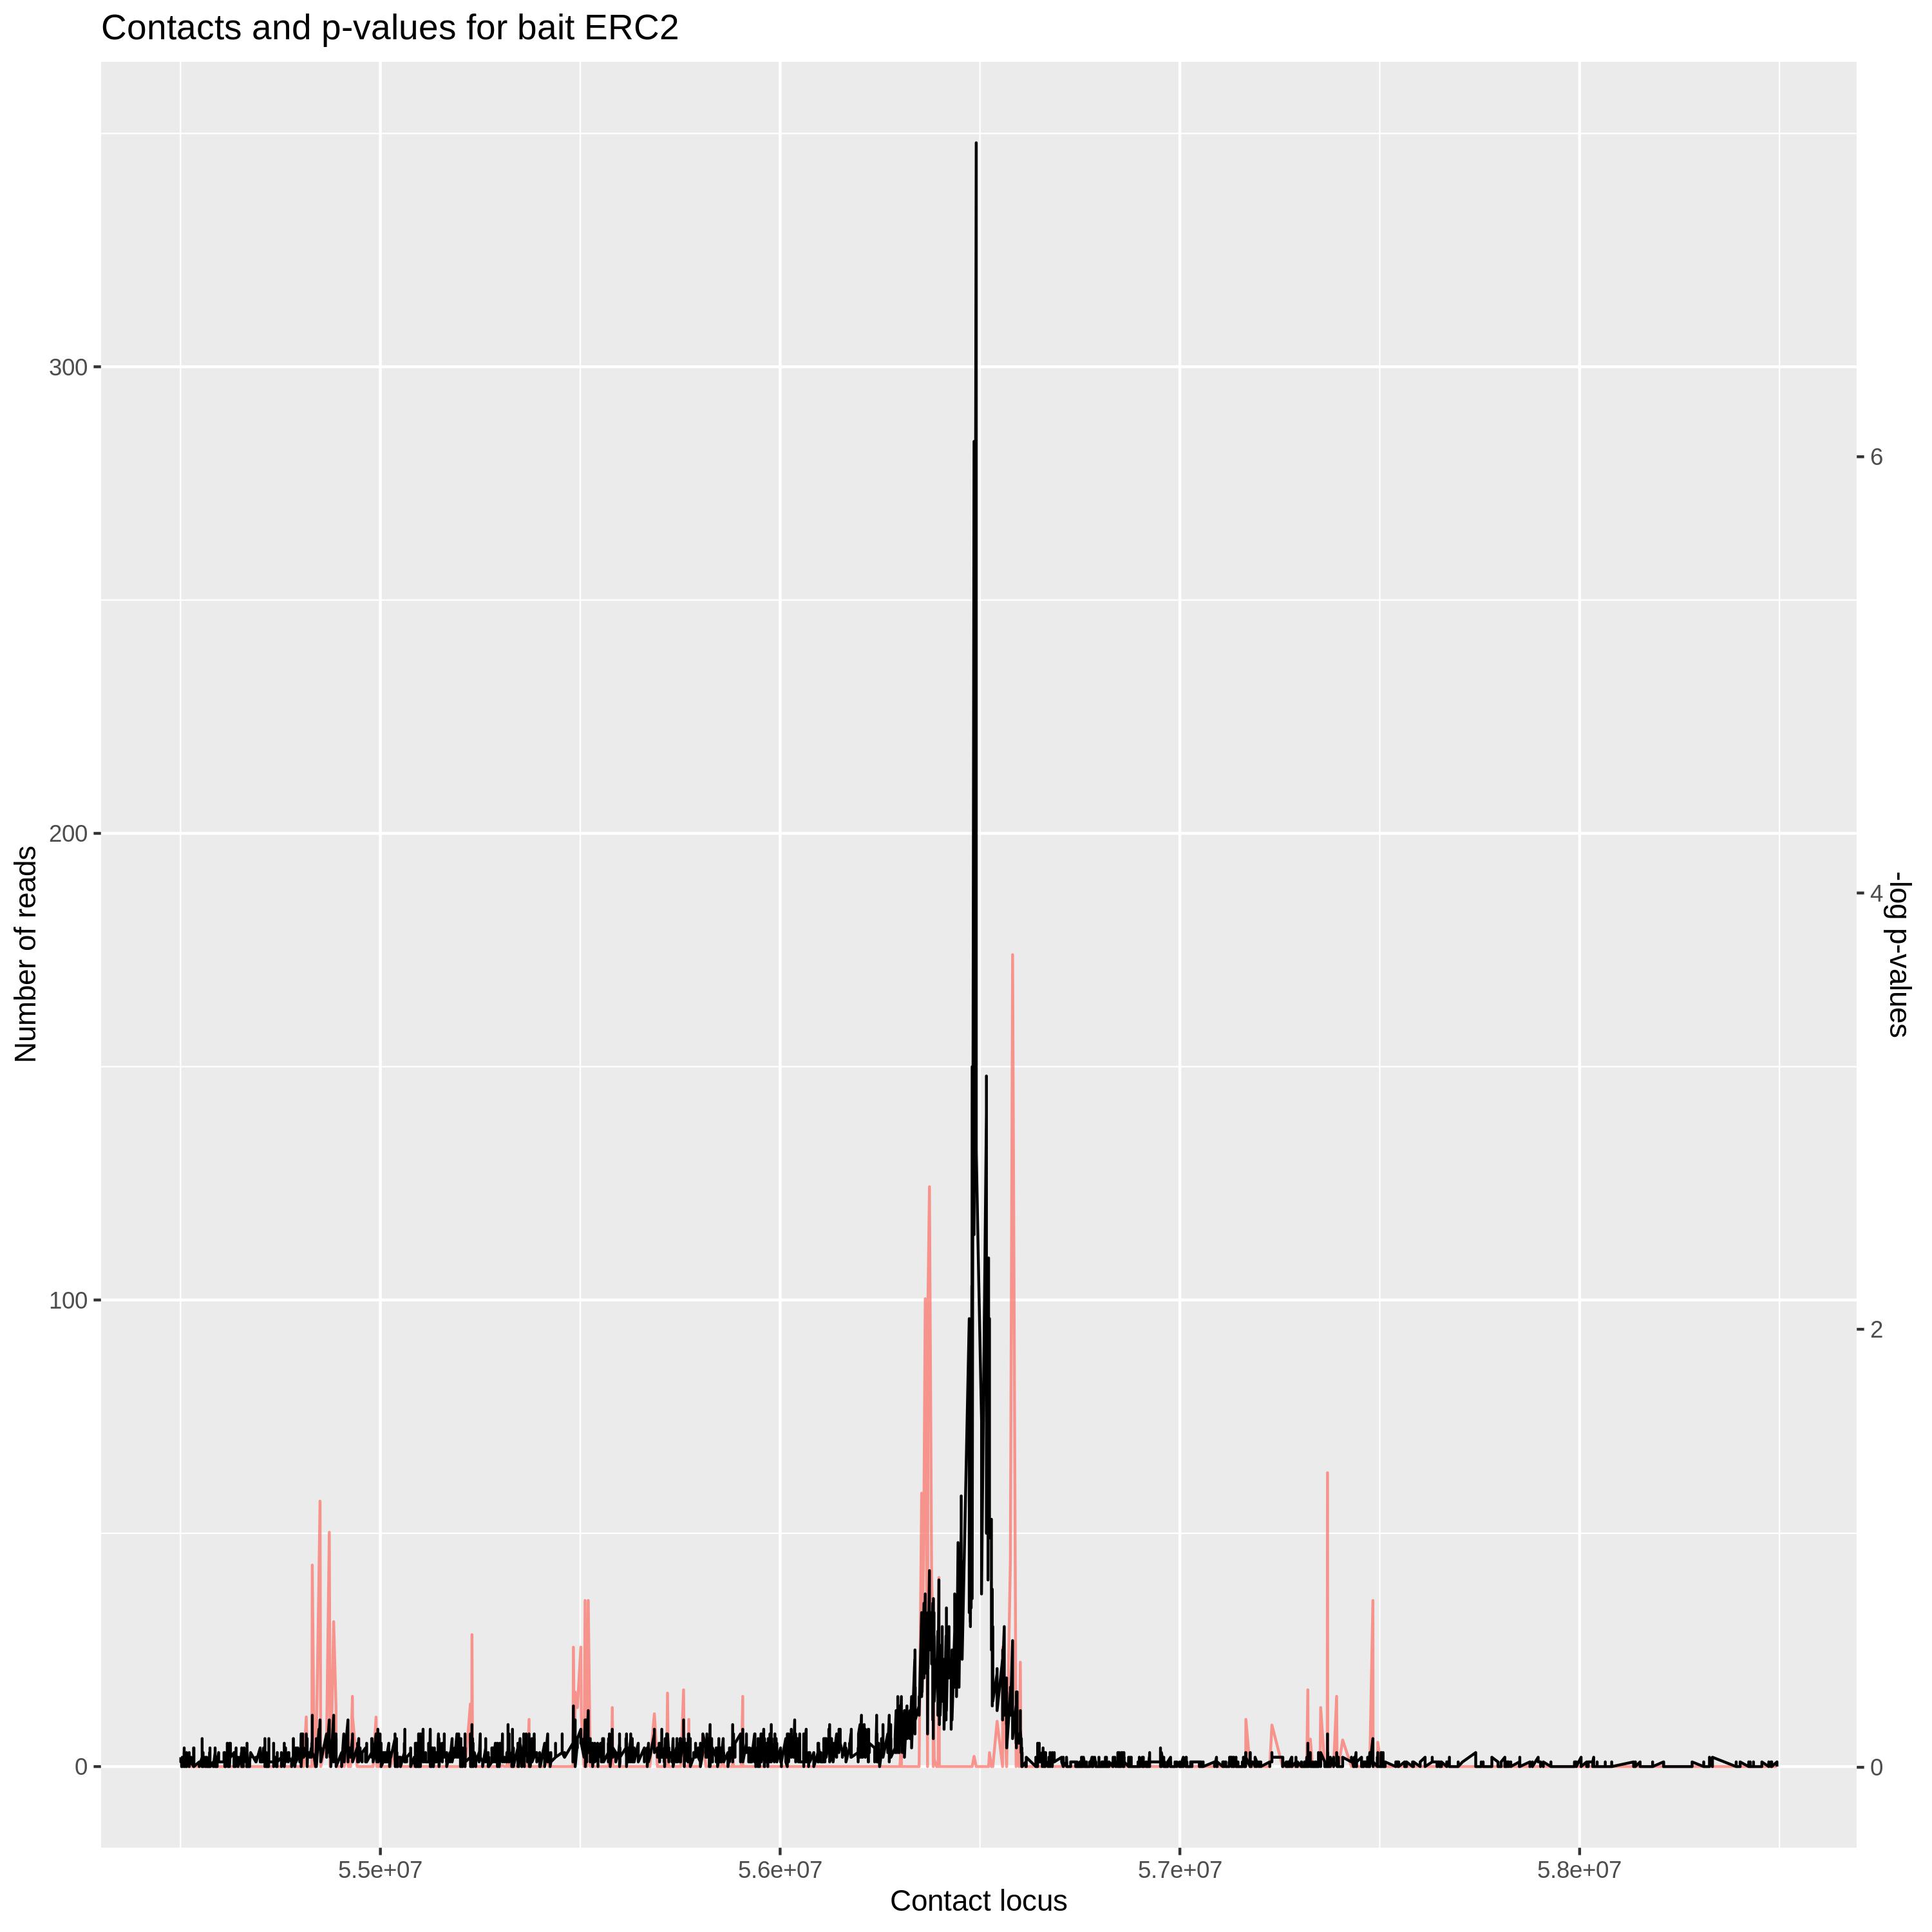 Contacts and p-values for bait ERC2
Number of reads
300
200
100
0
6
4
2
0
-log p-values
5.5e+07
5.6e+07
5.7e+07
5.8e+07
Contact locus